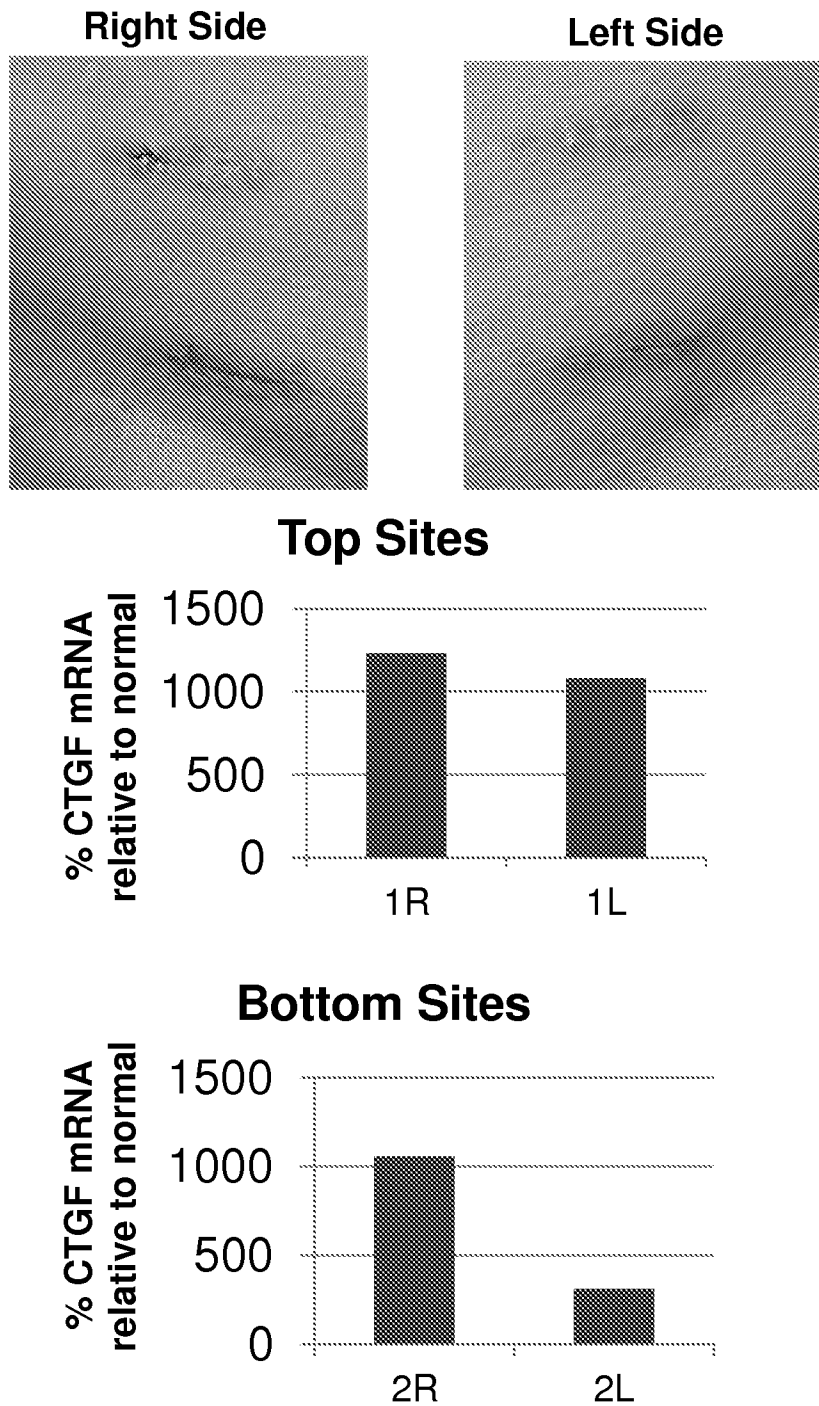 Right Side
Left Side
Top Sites
% CTGF mRNA
relative to normal
1500
1000
500
0
1R
1L
Bottom Sites
% CTGF mRNA
relative to normal
1500
1000
500
0
2R
2L